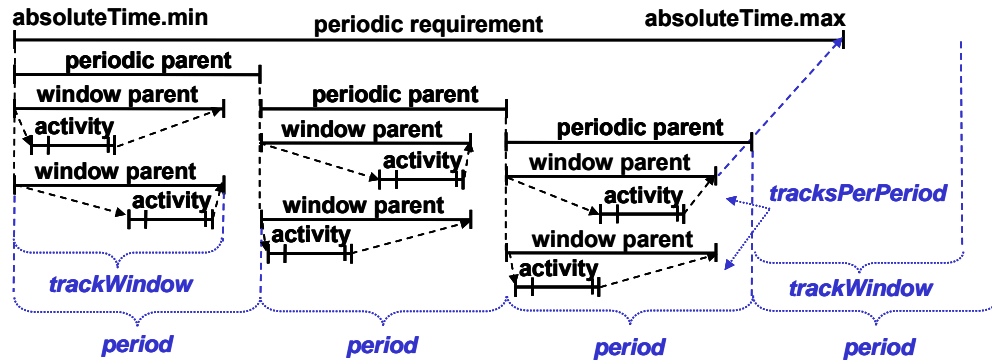 absoluteTime.min
periodic requirement
absoluteTime.max
periodic parent
window parent
periodic parent
activity
window parent
periodic parent
window parent
activity
window parent
activity
window parent
activity
tracksPerPeriod
activity
window parent
activity
trackWindow
trackWindow
period
period
period
period